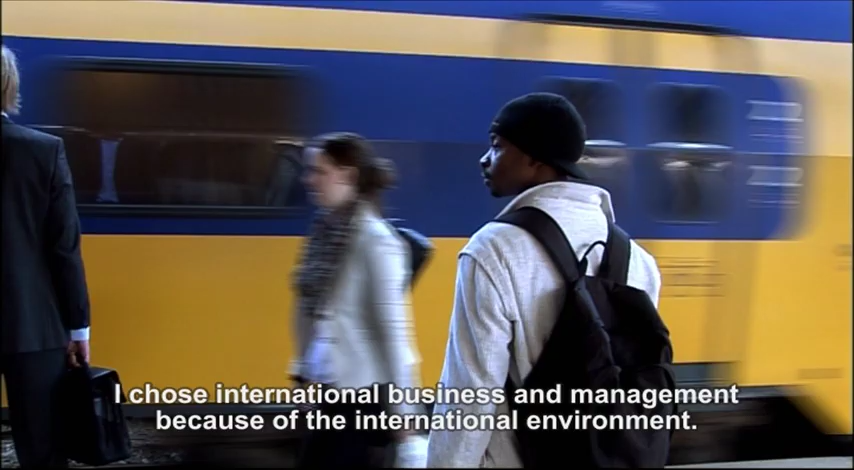 I chose international business and management
because of the international environment.